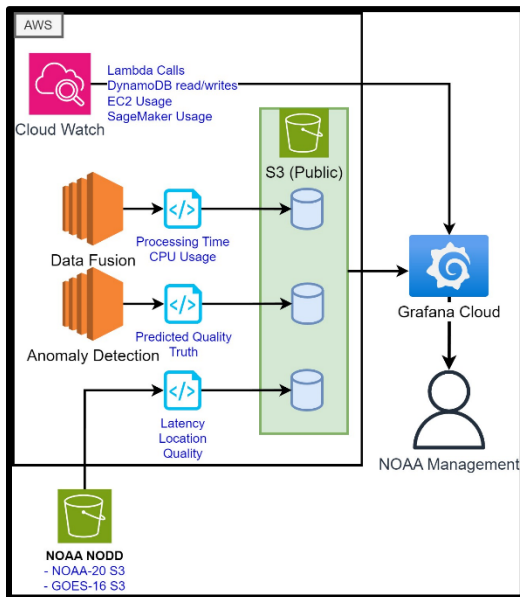 AWS
Lambda Calls
DynamoDB read/writes
EC2 Usage
SageMaker Usage
Cloud Watch
S3 (Public)
</>
Processing Time
CPU Usage
Data Fusion
</>
Predicted Quality
Truth
Anomaly Detection
</>
Latency
Location
Quality
Grafana Cloud
NOAA Management
NOAA NODD
- NOAA-20 S3
- GOES-16 S3